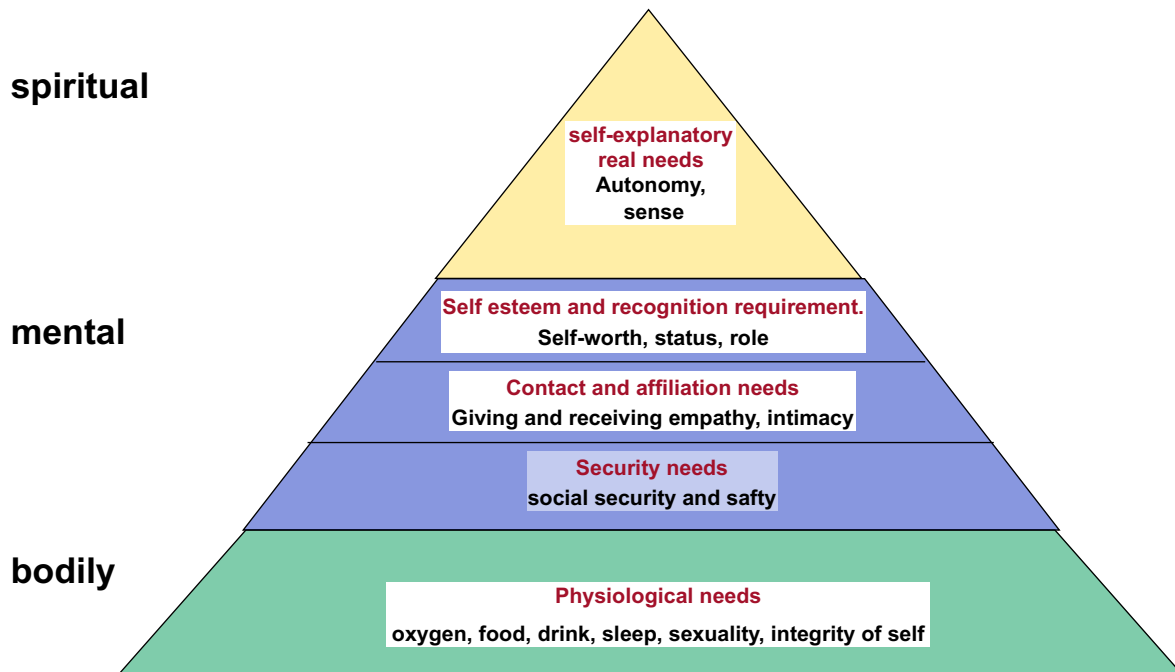 spiritual
self-explanatory
real needs
Autonomy,
sense
mental
Self esteem and recognition requirement.
Self-worth, status, role
Contact and affiliation needs
Giving and receiving empathy, intimacy
Security needs
social security and safty
bodily
Physiological needs
oxygen, food, drink, sleep, sexuality, integrity of self